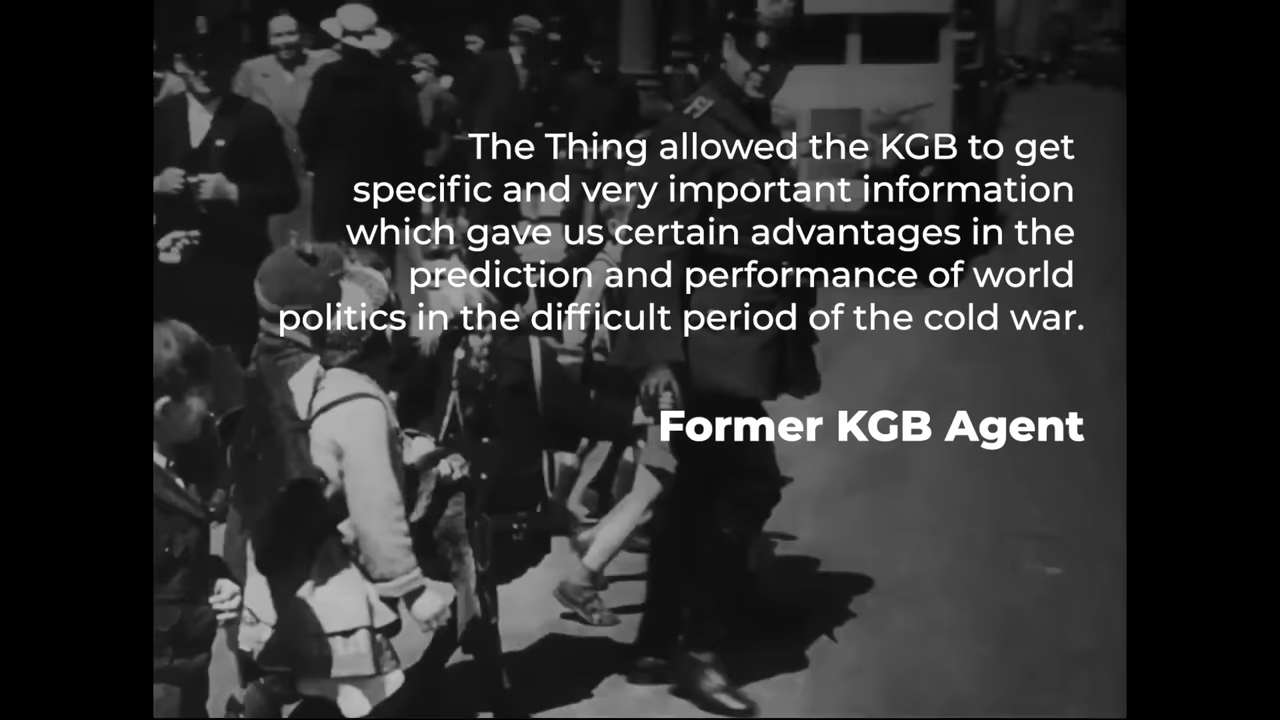 The Thing allowed the KGB to get
specific and very important information
which gave us certain advantages in the
prediction and performance of world
politics in the difficult period of the cold war.
Former KGB Agent